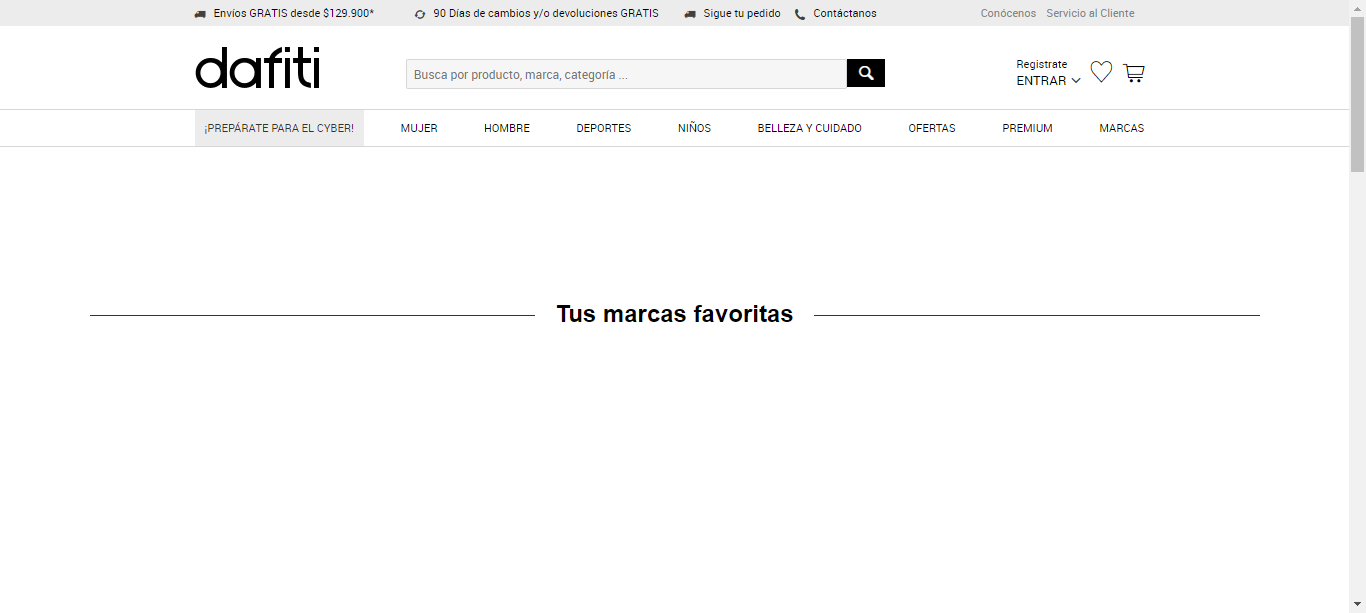 Envíos GRATIS desde $129.900*
90 Días de cambios y/o devoluciones GRATIS
Sigue tu pedido
Contáctanos
Conócenos
Servicio al Cliente
dafiti
Busca por producto, marca, categoría ...
Registrate
ENTRAR
¡PREPÁRATE PARA EL CYBER!
MUJER
HOMBRE
DEPORTES
NIÑOS
BELLEZA Y CUIDADO
OFERTAS
PREMIUM
MARCAS
Tus marcas favoritas